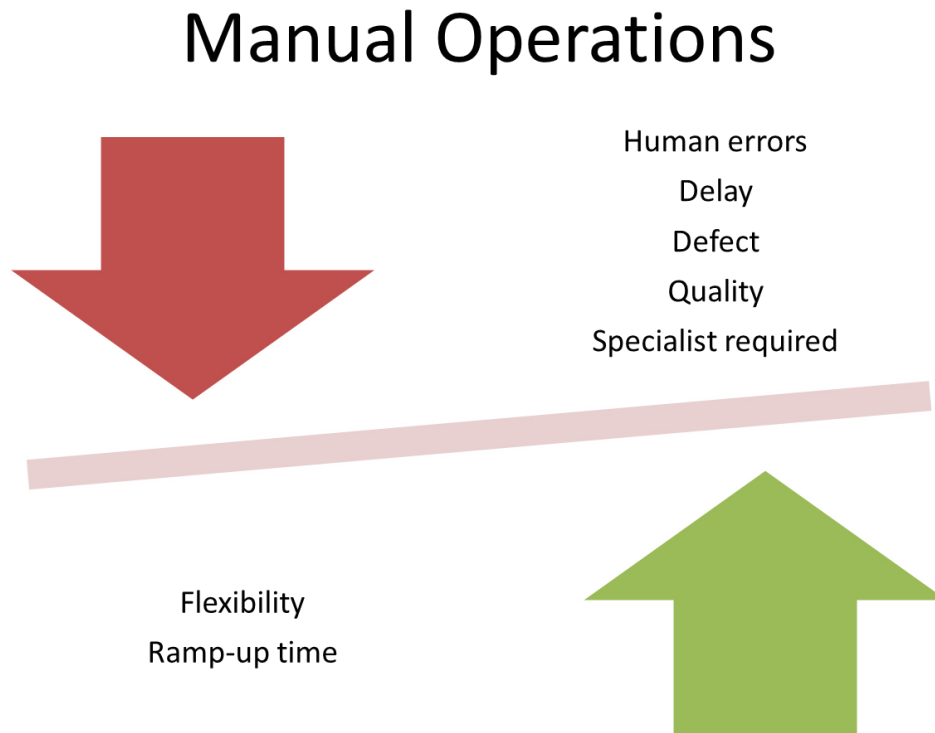 Manual Operations
Human errors
Delay
Defect
Quality
Specialist required
Flexibility
Ramp-up time